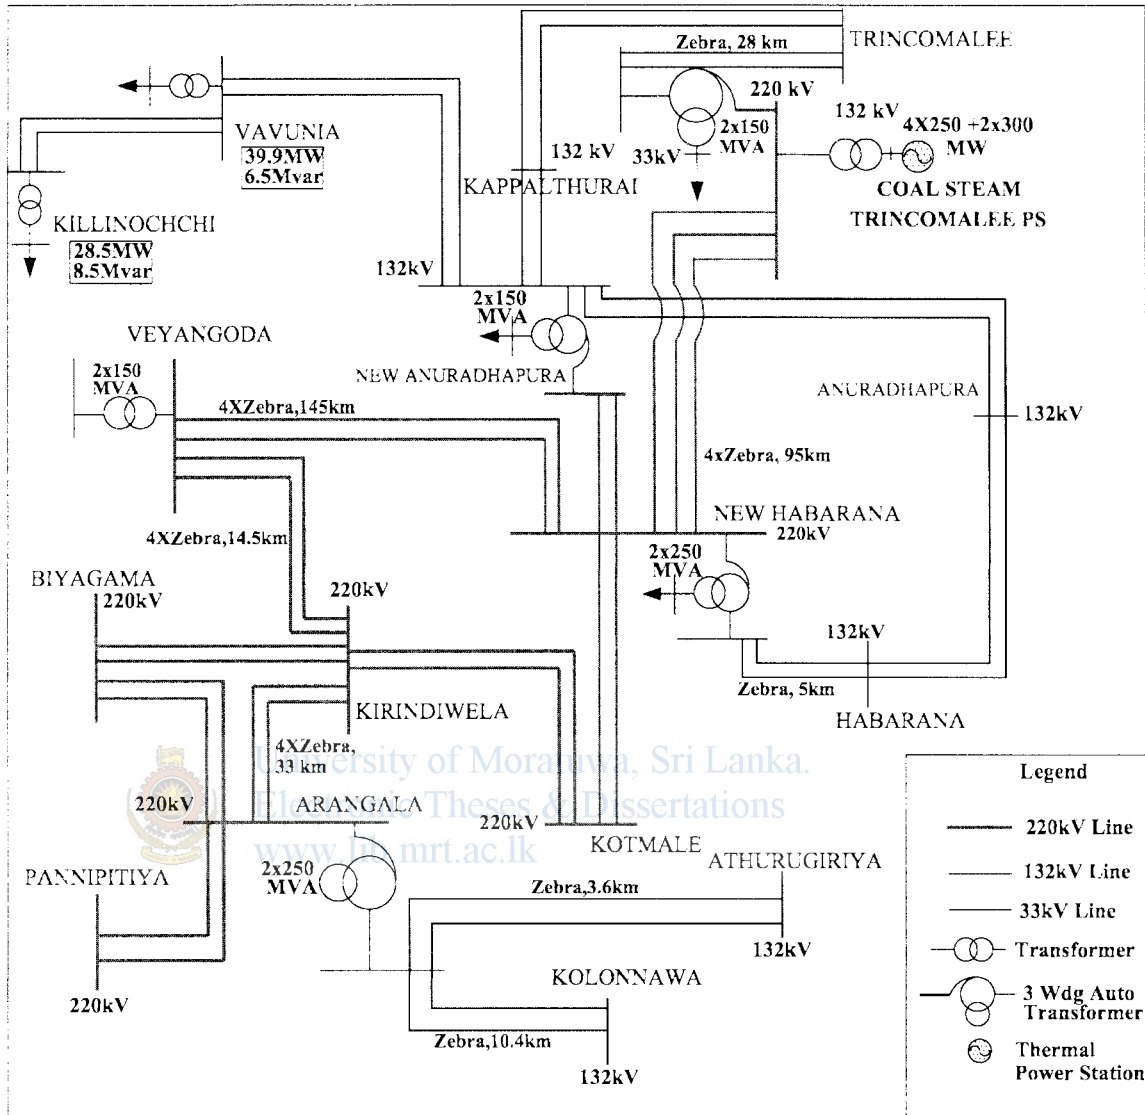 Zebra, 28 km
TRINCOMALEE
220 kV
132 kV
4X250 +2x300
MW
2x150
MVA
VAVUNIA
39.9MW
6.5Mvar
132 kV
33kV
KAPPALTHURAI
COAL STEAM
TRINCOMALEE PS
KILLINOCHCHI
28.5MW
8.5Mvar
132kV
2x150
MVA
VEYANGODA
2x150
MVA
NEW ANURADHAPURA
ANURADHAPURA
132kV
4XZebra,145km
4xZebra, 95km
NEW HABARANA
220kV
4XZebra,14.5km
2x250
MVA
BIYAGAMA
220kV
220kV
132kV
Zebra, 5km
HABARANA
KIRINDIWELA
4XZebra,
33 km
University of Moratuwa, Sri Lanka.
Electronic Theses & Dissertations
www.lib.mrt.ac.lk
220kV
ARANGALA
220kV
KOTMALE
2x250
MVA
PANNIPITIYA
220kV
ATHURUGIRIYA
Zebra,3.6km
132kV
KOLONNAWA
Zebra,10.4km
132kV
Legend
220kV Line
132kV Line
33kV Line
Transformer
3 Wdg Auto
Transformer
Thermal
Power Station